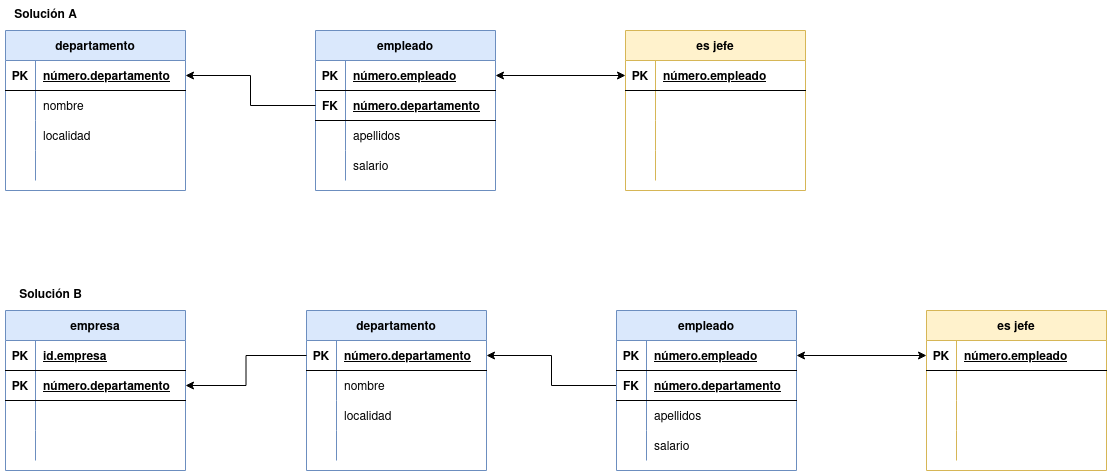 Solución A
departamento
PK número.departamento
nombre
localidad
empleado
PK número.empleado
FK número.departamento
apellidos
salario
es jefe
PK número.empleado
Solución B
empresa
PK id.empresa
PK número.departamento
departamento
PK número.departamento
nombre
localidad
empleado
PK número.empleado
FK número.departamento
apellidos
salario
es jefe
PK número.empleado